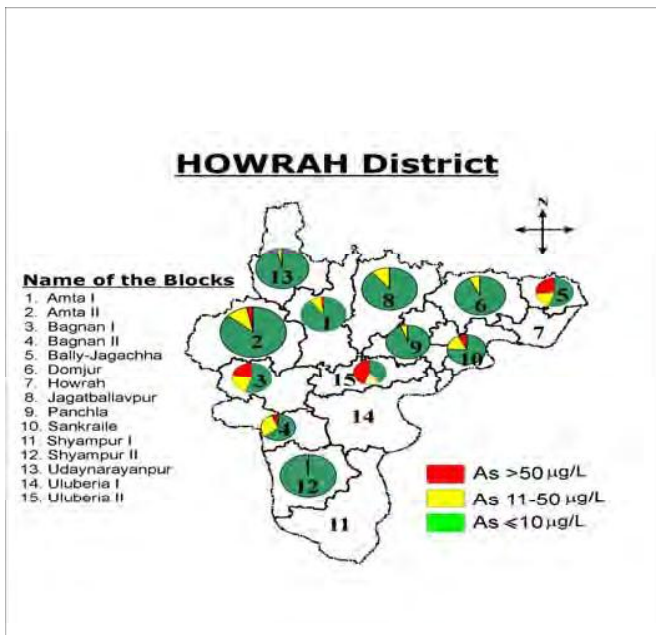 HOWRAH District
N
Name of the Blocks
1. Amta I
2. Amta II
3. Bagnan I
4. Bagnan II
5. Bally-Jagachha
6. Domjur
7. Howrah
8. Jagatballavpur
9. Panchla
10. Sankraile
11 Shyampur I
12. Shyampur II
13. Udaynarayanpur
14. Uluberia I
15. Uluberia II
13
8
6
5
7
1
2
9
10
3
15
14
4
12
11
As >50 µg/L
As 11-50 µg/L
As ⩽10 µg/L